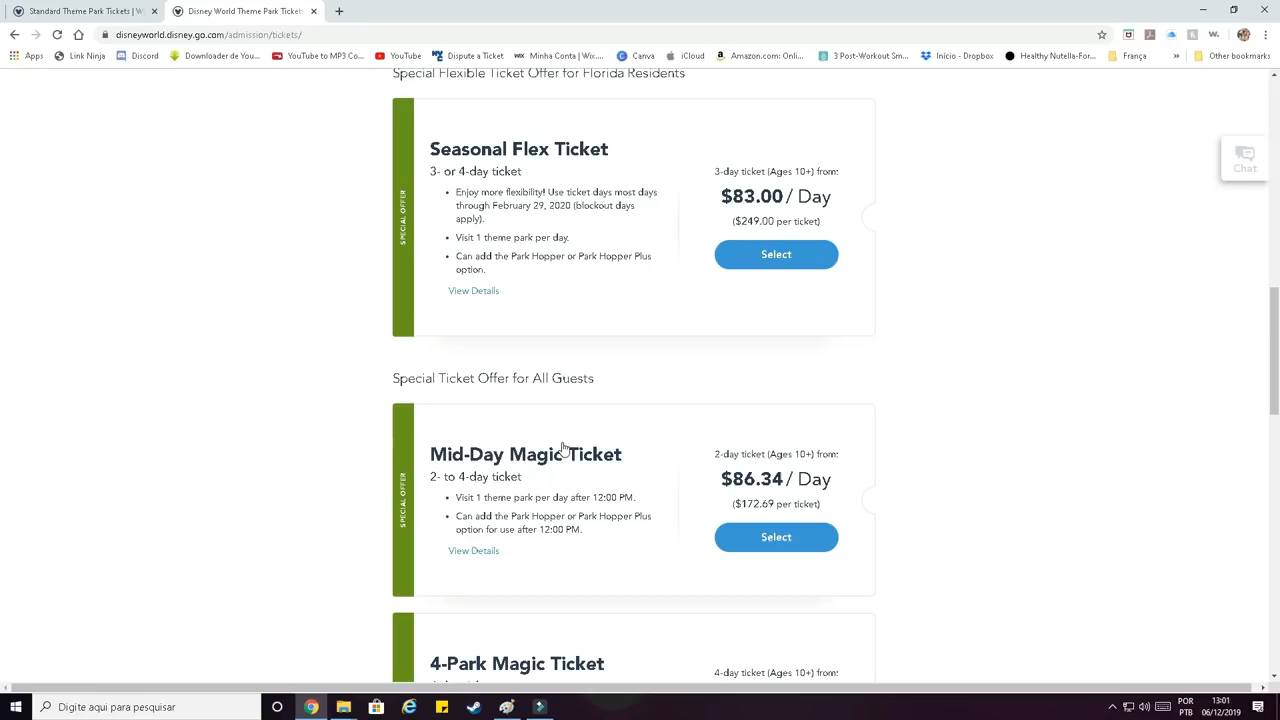 Standard Theme Park Tickets | W
Disney World Theme Park Tickets
disneyworld.disney.go.com/admission/tickets/
Apps
Link Ninja
Discord
Downloader de You...
YouTube to MP3 Co...
YouTube
Dispute a Ticket
Minha Conta | Wix....
Canva
iCloud
Amazon.com: Onli...
3 Post-Workout Sm...
Início - Dropbox
Healthy Nutella-For...
França
»
Other bookmarks
Special Flexible Ticket Offer for Florida Residents
SPECIAL OFFER
Seasonal Flex Ticket
3- or 4-day ticket
• Enjoy more flexibility! Use ticket days most days
through February 29, 2020 (blockout days
apply).
• Visit 1 theme park per day.
• Can add the Park Hopper or Park Hopper Plus
option.
View Details
3-day ticket (Ages 10+) from:
$83.00 / Day
($249.00 per ticket)
Select
Chat
Special Ticket Offer for All Guests
SPECIAL OFFER
Mid-Day Magic Ticket
2- to 4-day ticket
• Visit 1 theme park per day after 12:00 PM.
• Can add the Park Hopper or Park Hopper Plus
option for use after 12:00 PM.
View Details
2-day ticket (Ages 10+) from:
$86.34 / Day
($172.69 per ticket)
Select
4-Park Magic Ticket
4-day ticket (Ages 10+) from:
Digite aqui para pesquisar
POR
PTB
13:01
06/12/2019